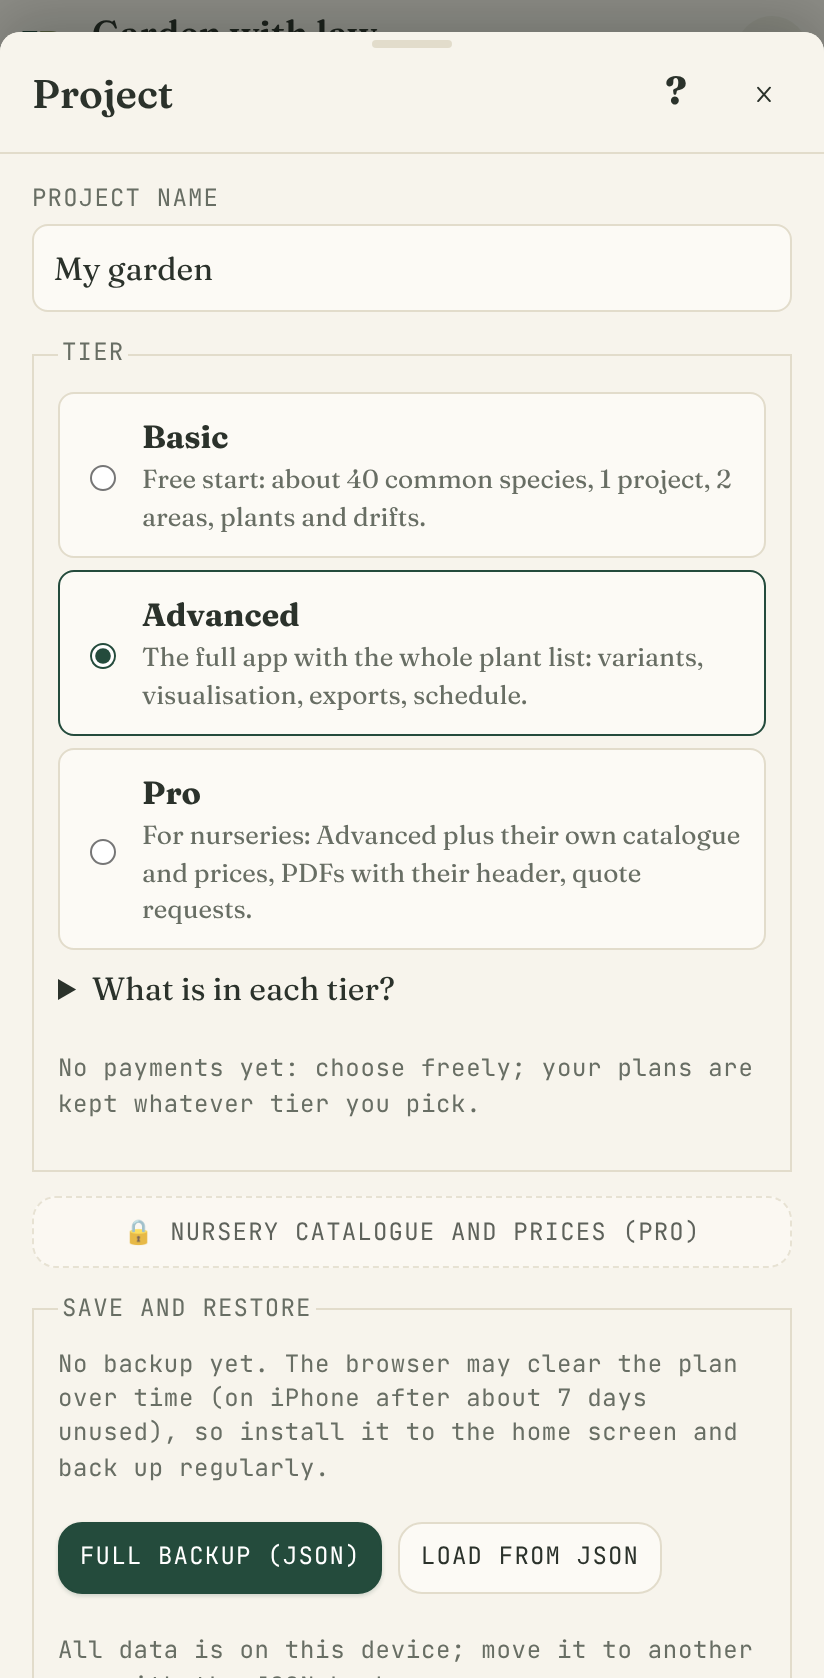 Garden with low
Project
?
x
PROJECT NAME
My garden
TIER
Basic
Free start: about 40 common species, 1 project, 2
areas, plants and drifts.
Advanced
The full app with the whole plant list: variants,
visualisation, exports, schedule.
Pro
For nurseries: Advanced plus their own catalogue
and prices, PDFs with their header, quote
requests.
What is in each tier?
No payments yet: choose freely; your plans are
kept whatever tier you pick.
🔒 NURSERY CATALOGUE AND PRICES (PRO)
SAVE AND RESTORE
No backup yet. The browser may clear the plan
over time (on iPhone after about 7 days
unused), so install it to the home screen and
back up regularly.
FULL BACKUP (JSON)
LOAD FROM JSON
All data is on this device; move it to another